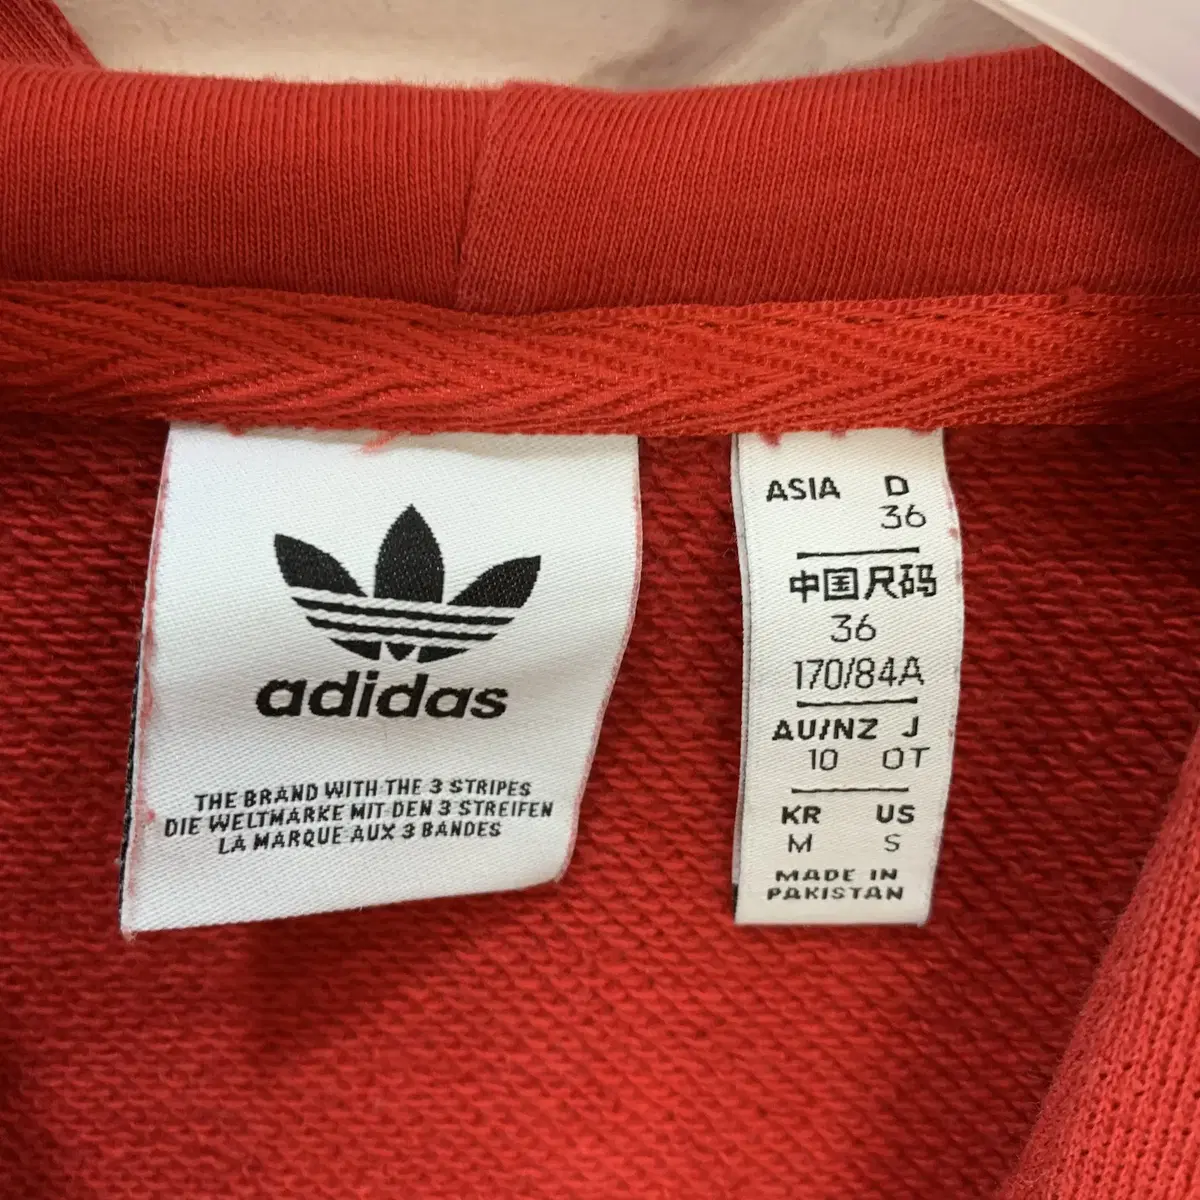 adidas
THE BRAND WITH THE 3 STRIPES
DIE WELTMARKE MIT DEN 3 STREIFEN
LA MARQUE AUX 3 BANDES
ASIA D
36
中国尺码
36
170/84A
AU/NZ J
10 OT
KR US
M S
MADE IN
PAKISTAN